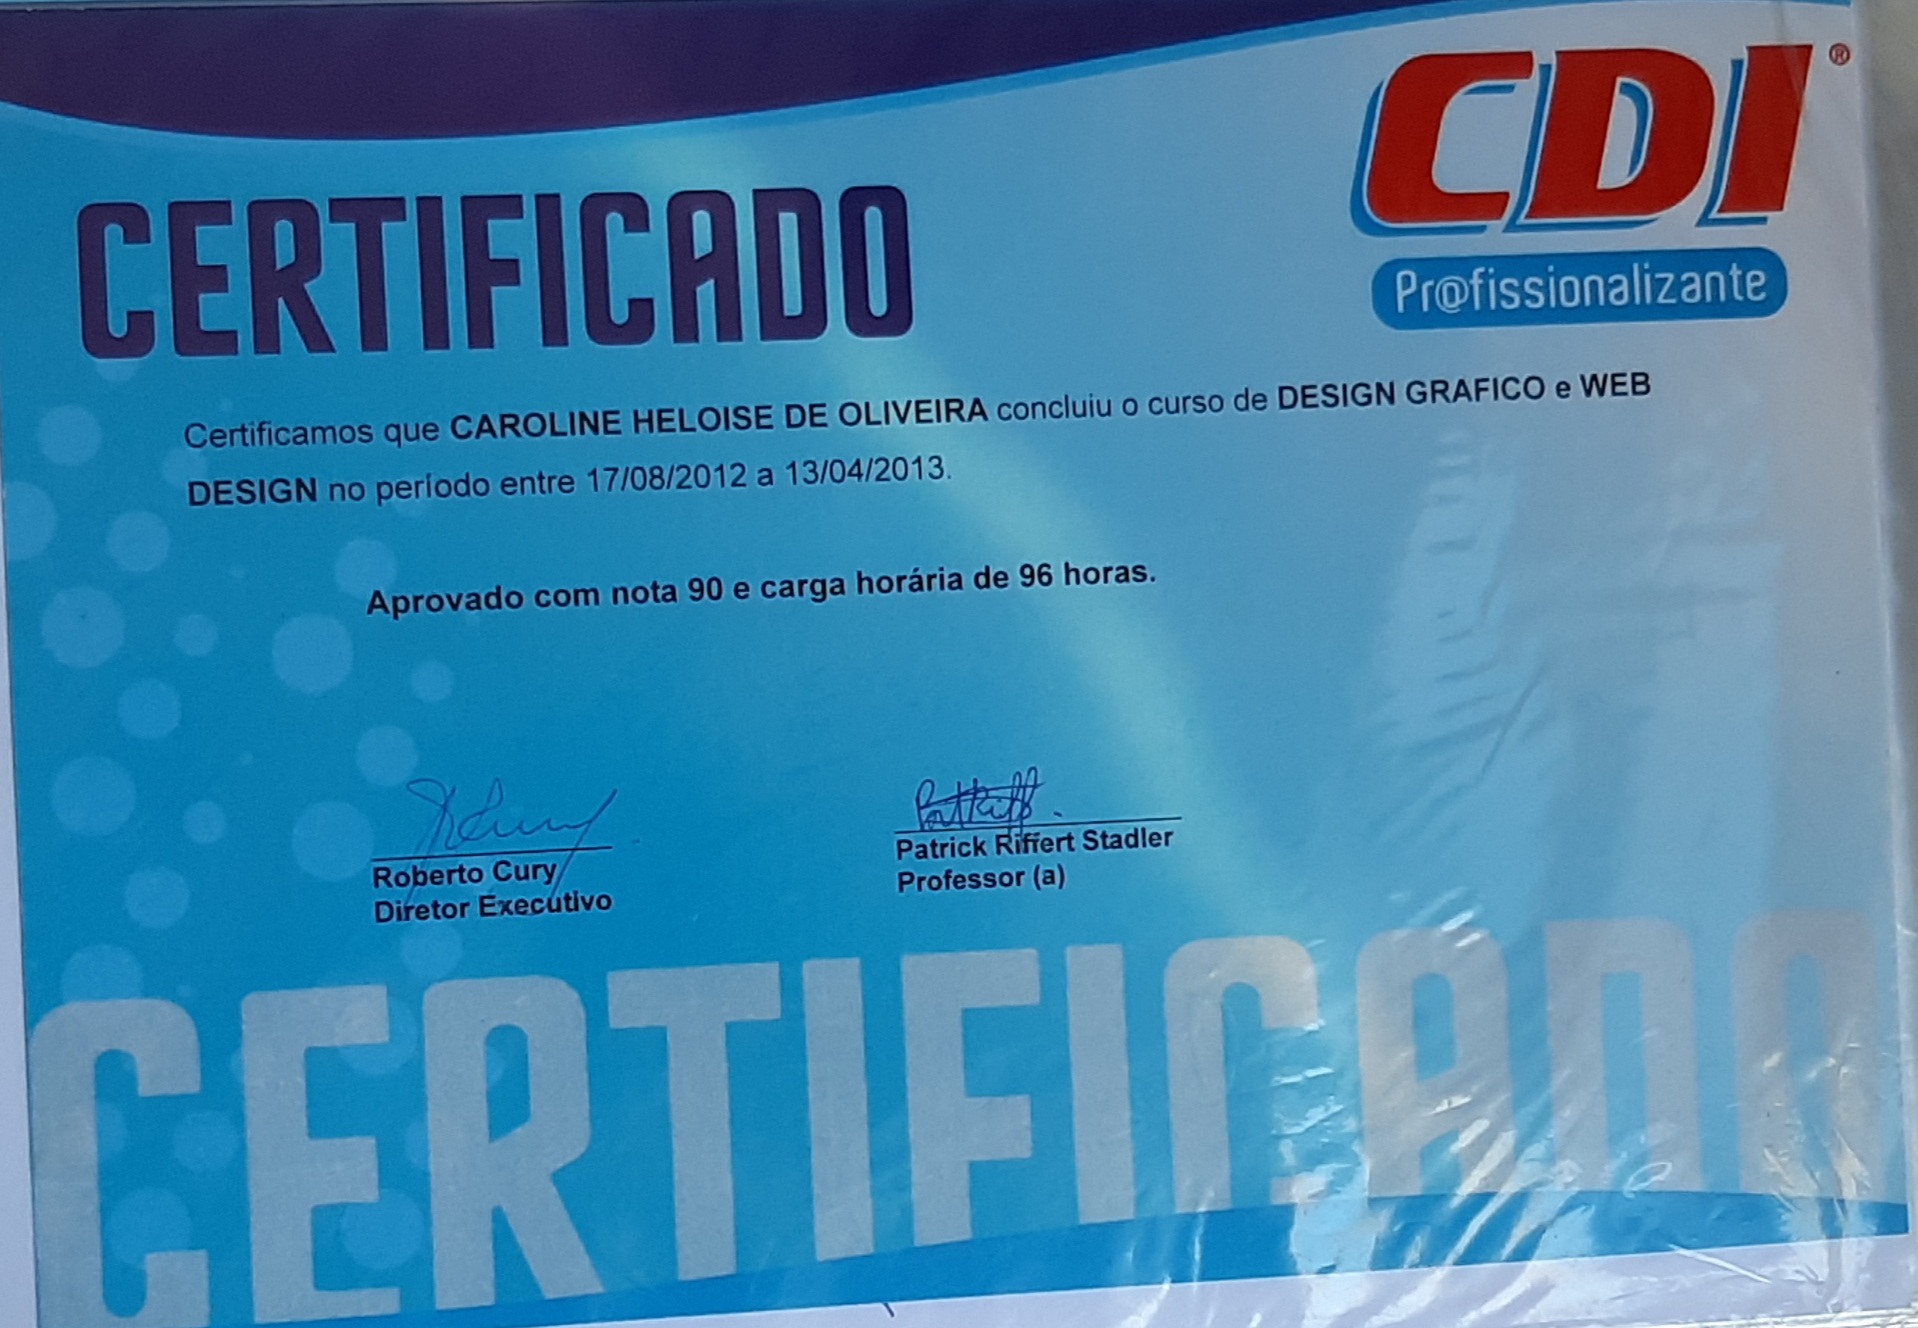 CDI®
Pr@fissionalizante
CERTIFICADO
Certificamos que CAROLINE HELOISE DE OLIVEIRA concluiu o curso de DESIGN GRAFICO e WEB
DESIGN no período entre 17/08/2012 a 13/04/2013.
Aprovado com nota 90 e carga horária de 96 horas.
Roberto Cury
Diretor Executivo
Patrick Riffert Stadler
Professor (a)
CERTIFICADO